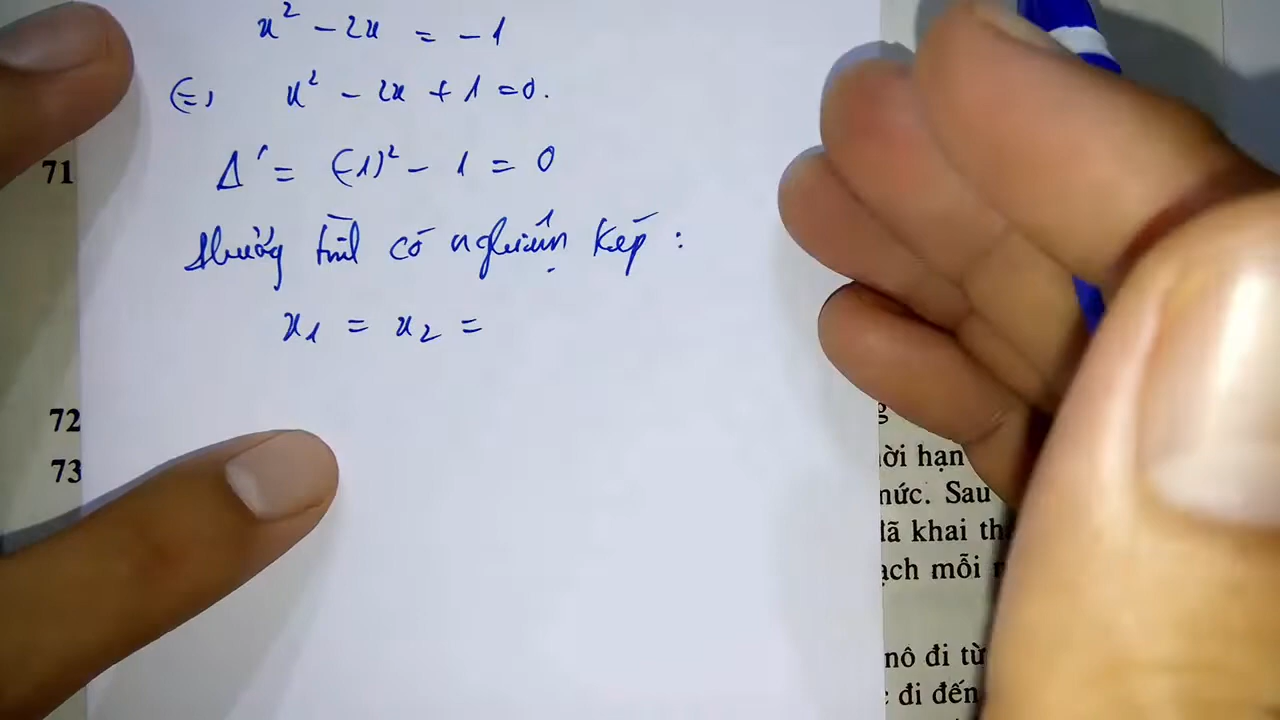 x² - 2x = -1
(=) x² - 2x + 1 = 0.
Δ' = (-1)² - 1 = 0
71
Phương trình có nghiệm kép :
x₁ = x₂ =
72
73
ời hạn
nức. Sau
đã khai th
ạch mỗi
nô đi từ
đi đến